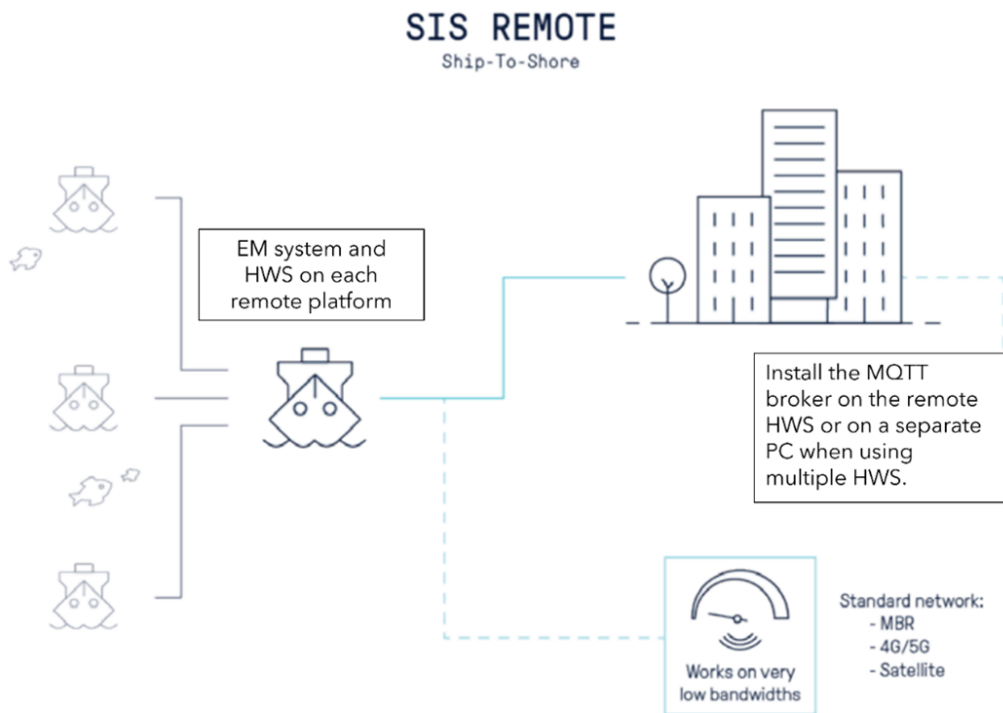 SIS REMOTE
Ship-To-Shore
EM system and
HWS on each
remote platform
Install the MQTT
broker on the remote
HWS or on a separate
PC when using
multiple HWS.
Works on very
low bandwidths
Standard network:
- MBR
- 4G/5G
- Satellite